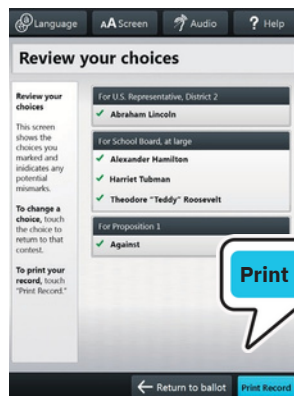 Language AA Screen Audio ? Help
Review your choices
Review your
choices
This screen
shows the
choices you
marked and
inidicates any
potential
mismarks.
To change a
choice, touch
the choice to
return to that
contest.
To print your
record, touch
"Print Record."
For U.S. Representative, District 2
✓ Abraham Lincoln
For School Board, at large
✓ Alexander Hamilton
✓ Harriet Tubman
✓ Theodore "Teddy" Roosevelt
For Proposition 1
✓ Against
Print
← Return to ballot Print Record